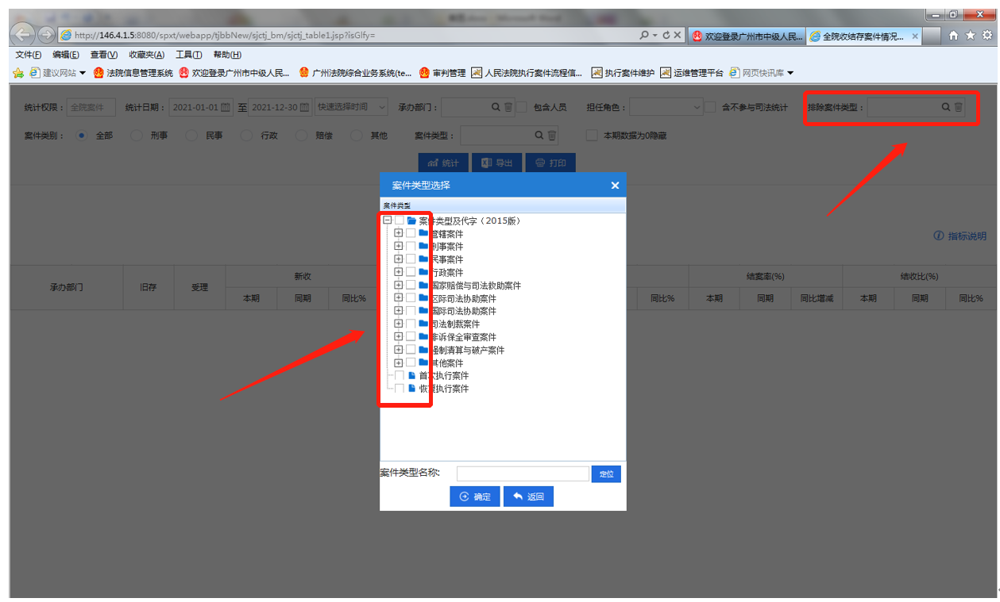 http://146.4.1.5:8080/spxt/webapp/tjbbNew/sjctj_bm/sjctj_table1.jsp?isGlfy=
欢迎登录广州市中级人民...
全院收结存案件情况...
文件(F) 编辑(E) 查看(V) 收藏夹(A) 工具(T) 帮助(H)
建议网站 法院信息管理系统 欢迎登录广州市中级人民... 广州法院综合业务系统(te... 审判管理 人民法院执行案件流程信... 执行案件维护 运维管理平台 网页快讯库
统计权限： 全院案件 统计日期： 2021-01-01 至 2021-12-30 快速选择时间 承办部门： 包含人员 担任角色： 含不参与司法统计 排除案件类型：
案件类别： 全部 刑事 民事 行政 赔偿 其他 案件类型： 本期数据为0隐藏
统计 导出 打印
指标说明
承办部门 旧存 受理 新收 结案率(%) 结收比(%)
本期 同期 同比% 同比% 本期 同期 同比增减 本期 同期 同比%
案件类型选择
案件类型
案件类型及代字（2015版）
管辖案件
刑事案件
民事案件
行政案件
国家赔偿与司法救助案件
区际司法协助案件
国际司法协助案件
司法制裁案件
非诉保全审查案件
强制清算与破产案件
其他案件
首次执行案件
恢复执行案件
案件类型名称: 定位
确定 返回